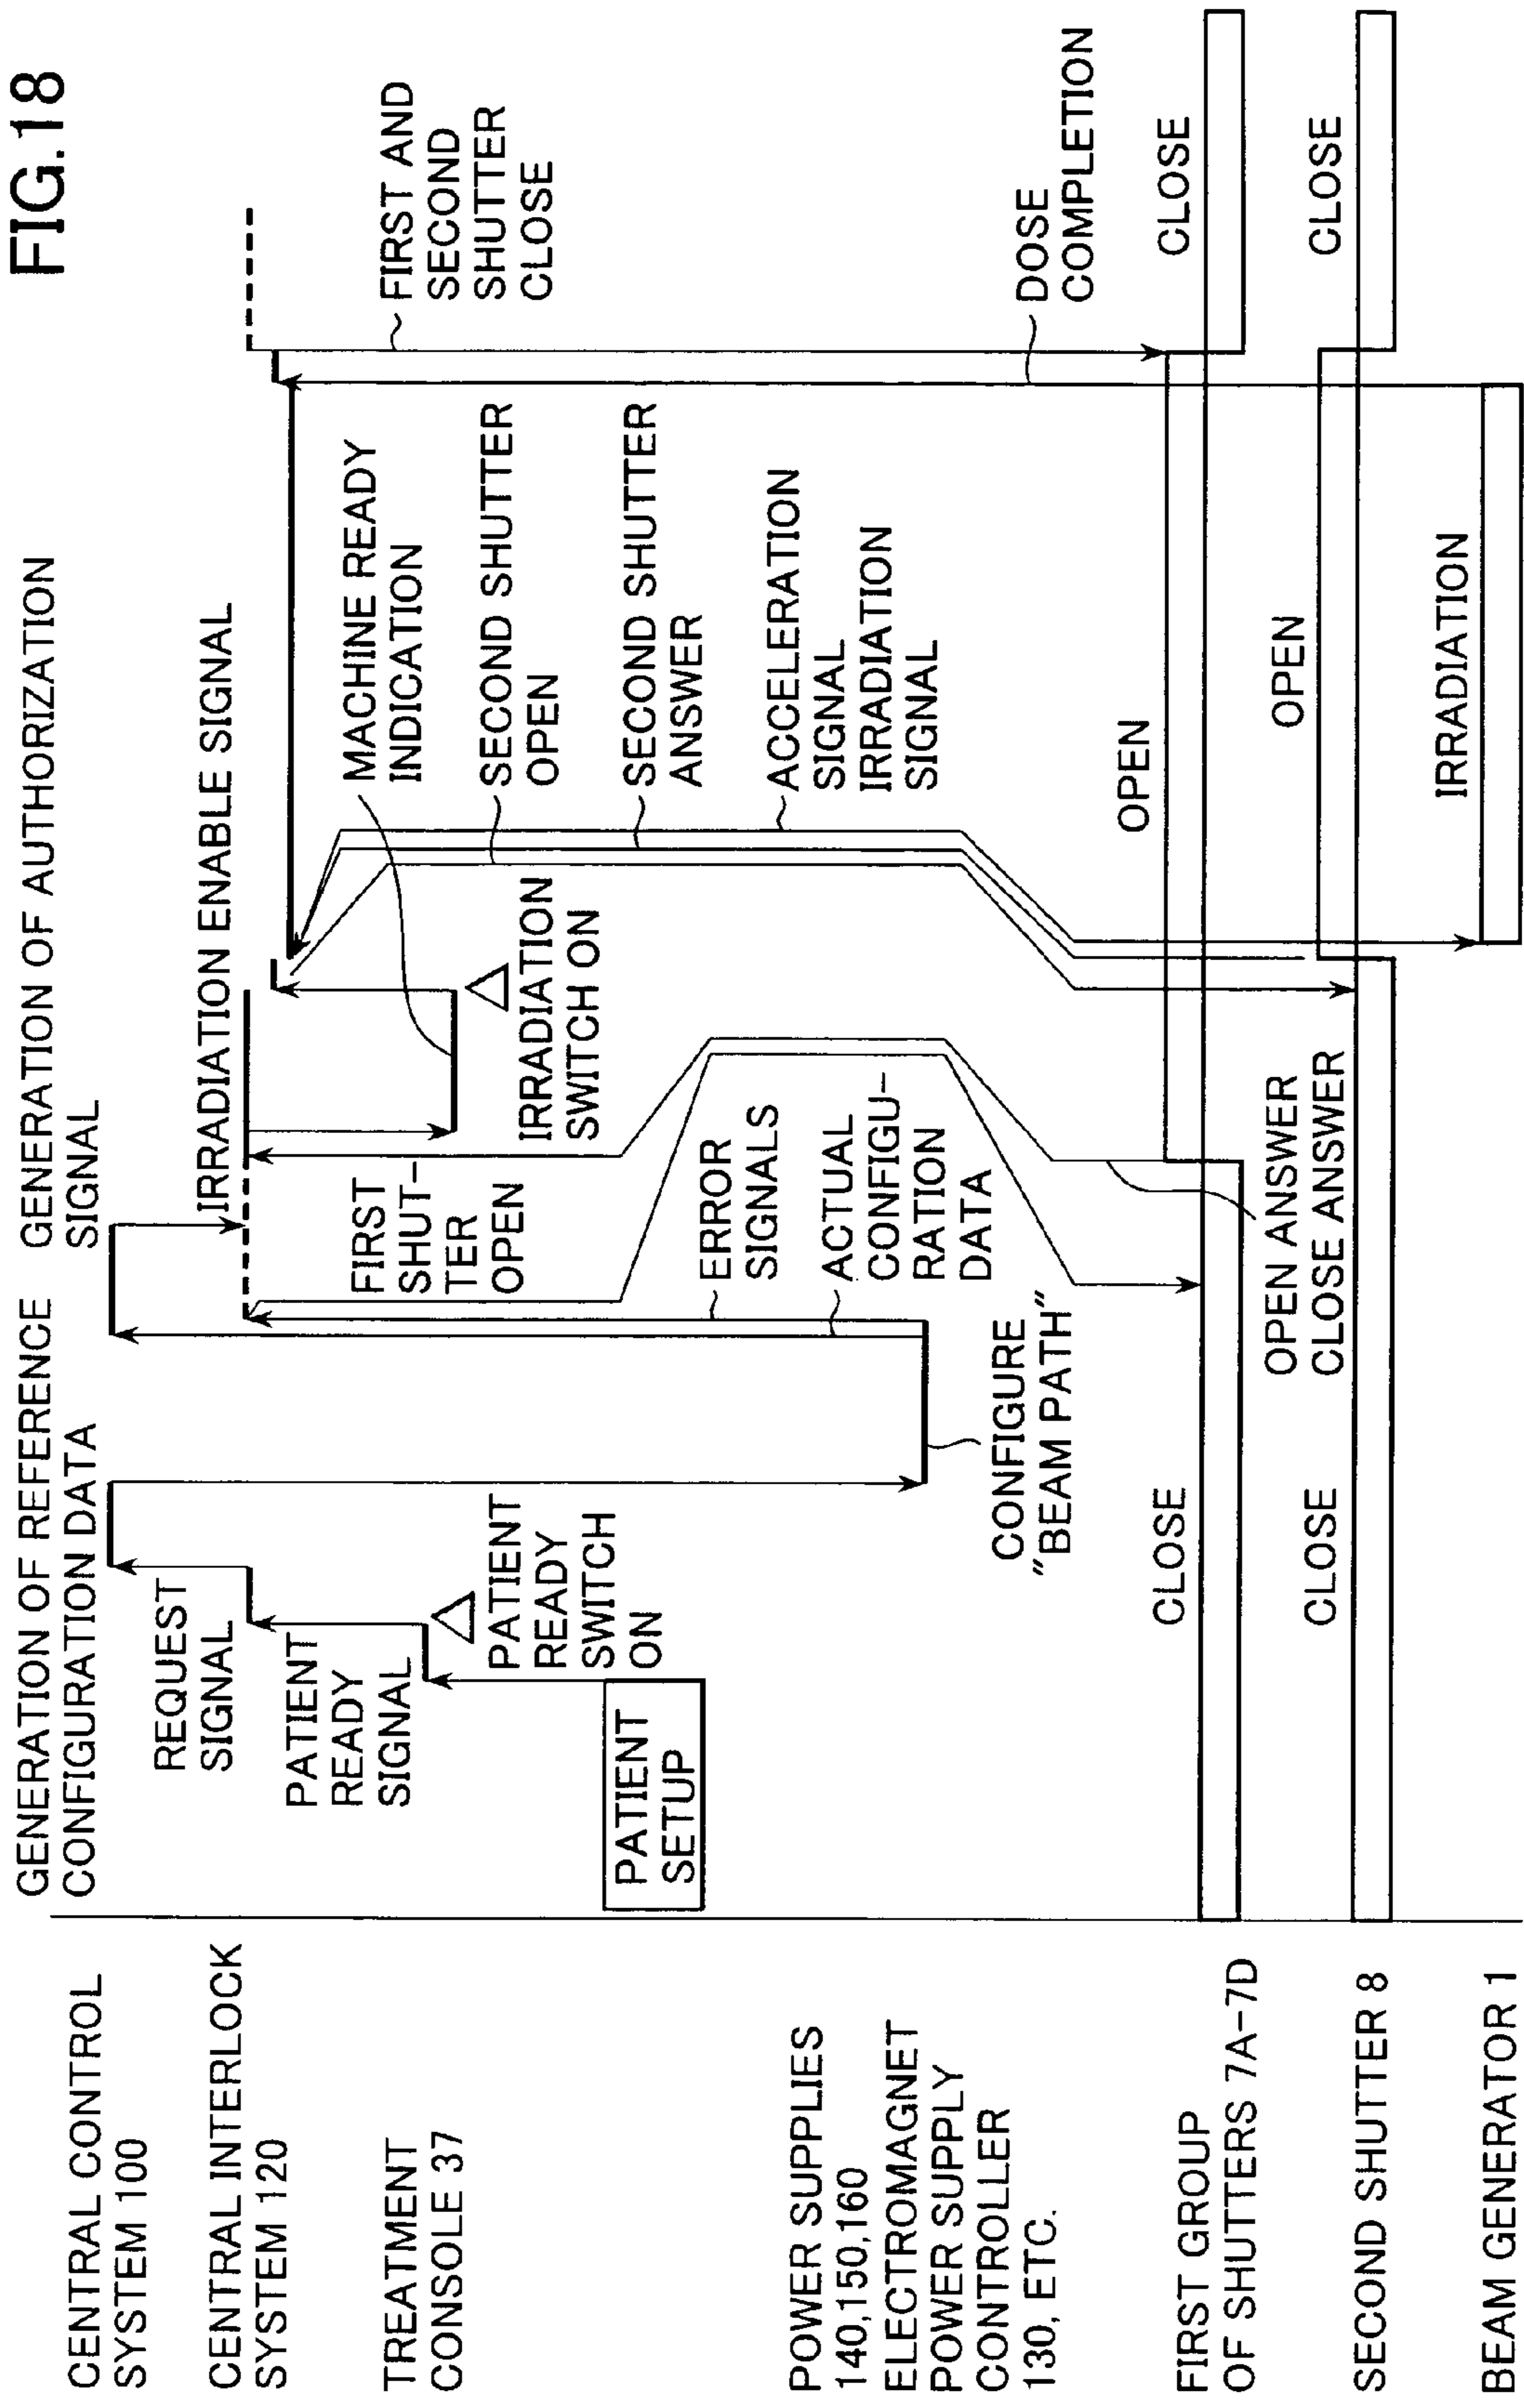 FIG.18
GENERATION OF REFERENCE
CONFIGURATION DATA
GENERATION OF AUTHORIZATION
SIGNAL
CENTRAL CONTROL
SYSTEM 100
REQUEST
SIGNAL
IRRADIATION ENABLE SIGNAL
CENTRAL INTERLOCK
SYSTEM 120
PATIENT
READY
SIGNAL
FIRST
SHUT-
TER
OPEN
MACHINE READY
INDICATION
FIRST AND
SECOND
SHUTTER
CLOSE
TREATMENT
CONSOLE 37
PATIENT
READY
SWITCH
ON
IRRADIATION
SWITCH ON
SECOND SHUTTER
OPEN
PATIENT
SETUP
SECOND SHUTTER
ANSWER
ERROR
SIGNALS
ACTUAL
CONFIGU-
RATION
DATA
ACCELERATION
SIGNAL
IRRADIATION
SIGNAL
POWER SUPPLIES
140,150,160
ELECTROMAGNET
POWER SUPPLY
CONTROLLER
130, ETC.
CONFIGURE
"BEAM PATH"
DOSE
COMPLETION
FIRST GROUP
OF SHUTTERS 7A-7D
CLOSE
OPEN
CLOSE
OPEN ANSWER
CLOSE ANSWER
SECOND SHUTTER 8
CLOSE
OPEN
CLOSE
BEAM GENERATOR 1
IRRADIATION